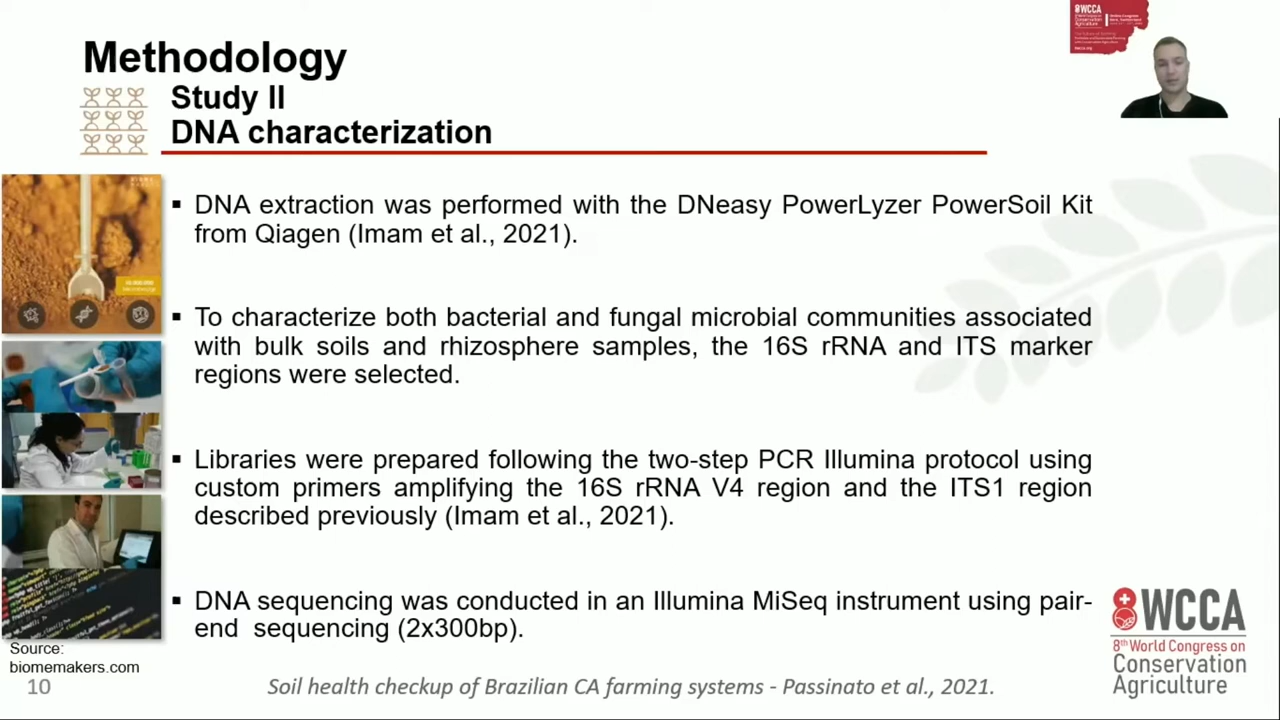 8WCCA
Methodology
Study II
DNA characterization
▪ DNA extraction was performed with the DNeasy PowerLyzer PowerSoil Kit
from Qiagen (Imam et al., 2021).
▪ To characterize both bacterial and fungal microbial communities associated
with bulk soils and rhizosphere samples, the 16S rRNA and ITS marker
regions were selected.
▪ Libraries were prepared following the two-step PCR Illumina protocol using
custom primers amplifying the 16S rRNA V4 region and the ITS1 region
described previously (Imam et al., 2021).
▪ DNA sequencing was conducted in an Illumina MiSeq instrument using pair-
end sequencing (2x300bp).
Source:
biomemakers.com
10
Soil health checkup of Brazilian CA farming systems - Passinato et al., 2021.
8WCCA
8th World Congress on
Conservation
Agriculture